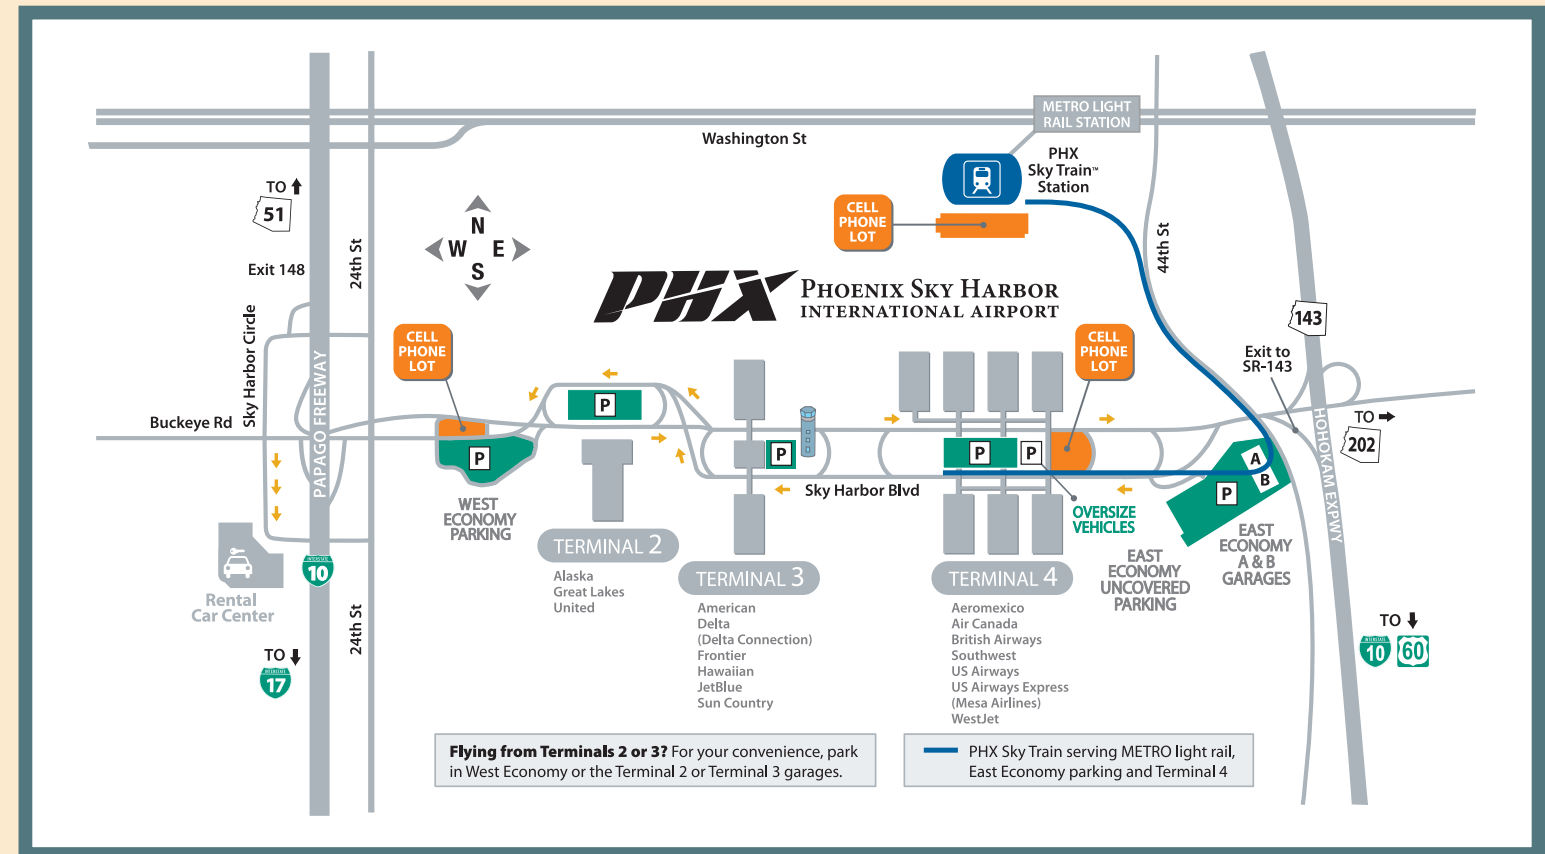 METRO LIGHT
RAIL STATION
Washington St
PHX
Sky Train™
Station
TO
51
CELL
PHONE
LOT
N
W E
S
24th St
44th St
Exit 148
PHX
PHOENIX SKY HARBOR
INTERNATIONAL AIRPORT
Sky Harbor Circle
143
CELL
PHONE
LOT
CELL
PHONE
LOT
Exit to
SR-143
PAPAGO FREEWAY
Buckeye Rd
P
TO
202
HOHOKAM EXPWY
P
P
P
P
A
B
P
Sky Harbor Blvd
WEST
ECONOMY
PARKING
OVERSIZE
VEHICLES
EAST
ECONOMY
A & B
GARAGES
EAST
ECONOMY
UNCOVERED
PARKING
INTERSTATE
10
Rental
Car Center
24th St
TO
INTERSTATE
17
TERMINAL 2
Alaska
Great Lakes
United
TERMINAL 3
American
Delta
(Delta Connection)
Frontier
Hawaiian
JetBlue
Sun Country
TERMINAL 4
Aeromexico
Air Canada
British Airways
Southwest
US Airways
US Airways Express
(Mesa Airlines)
WestJet
TO
INTERSTATE
10
60
Flying from Terminals 2 or 3? For your convenience, park
in West Economy or the Terminal 2 or Terminal 3 garages.
PHX Sky Train serving METRO light rail,
East Economy parking and Terminal 4